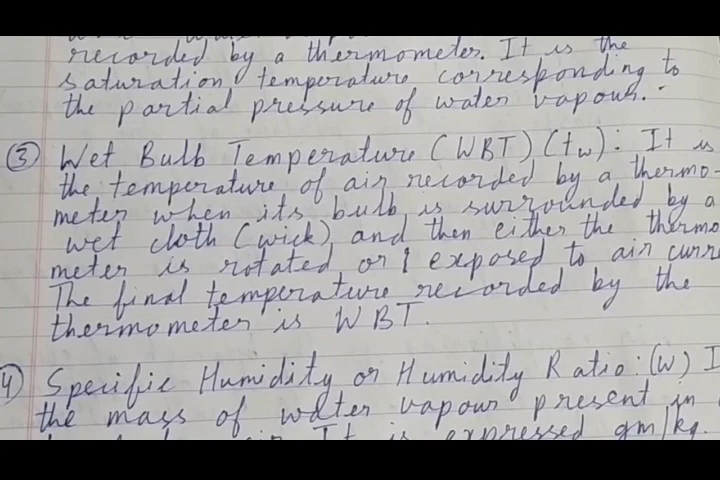 recorded by a thermometer. It is the
saturation temperature corresponding to
the partial pressure of water vapour.
③ Wet Bulb Temperature (WBT) (tw): It is
the temperature of air recorded by a thermo-
meter when its bulb is surrounded by a
wet cloth (wick) and then either the thermo
meter is rotated or exposed to air curre
The final temperature recorded by the
thermometer is WBT.
④ Specific Humidity or Humidity Ratio: (W) I
the mass of water vapour present in
It is expressed gm/kg.